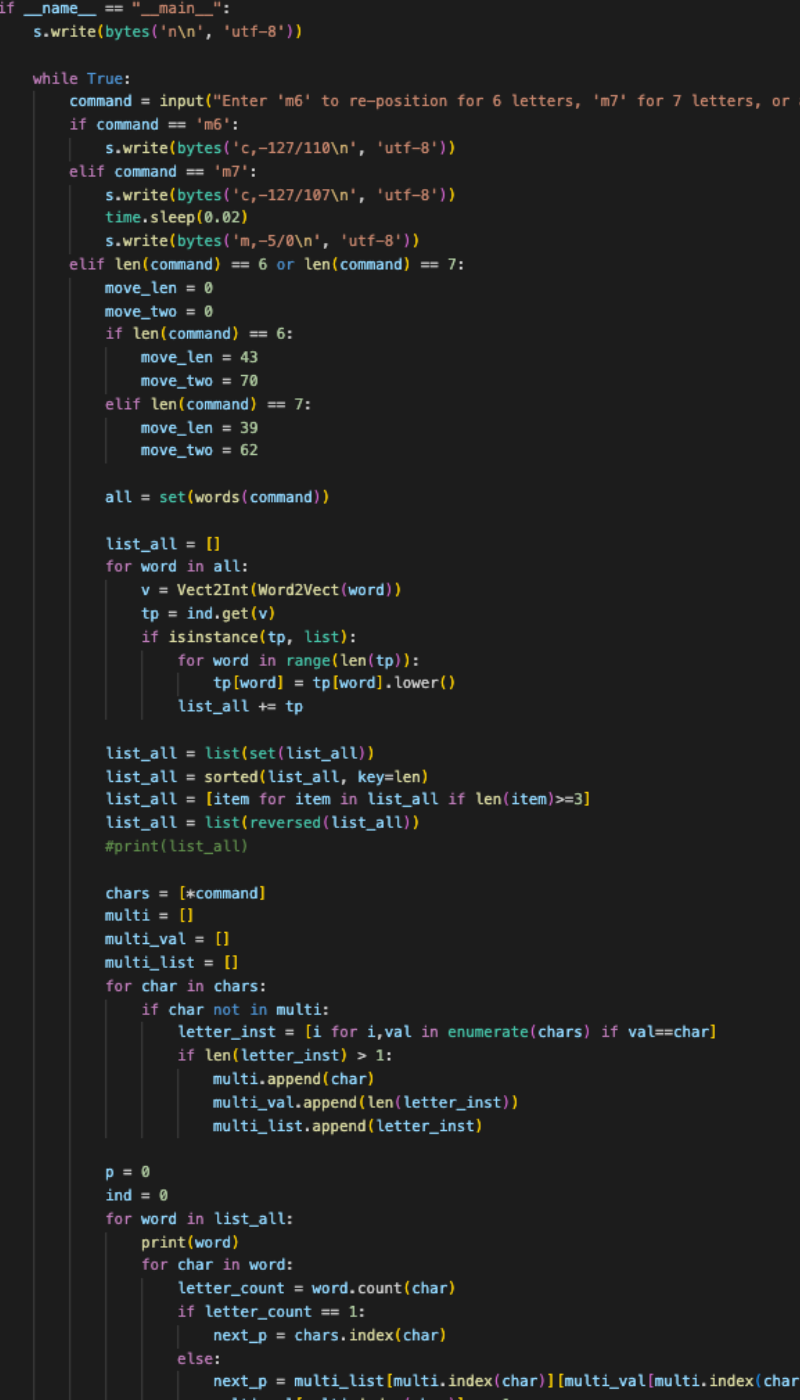 if __name__ == "__main__":
    s.write(bytes('n\n', 'utf-8'))

    while True:
        command = input("Enter 'm6' to re-position for 6 letters, 'm7' for 7 letters, or
        if command == 'm6':
            s.write(bytes('c,-127/110\n', 'utf-8'))
        elif command == 'm7':
            s.write(bytes('c,-127/107\n', 'utf-8'))
            time.sleep(0.02)
            s.write(bytes('m,-5/0\n', 'utf-8'))
        elif len(command) == 6 or len(command) == 7:
            move_len = 0
            move_two = 0
            if len(command) == 6:
                move_len = 43
                move_two = 70
            elif len(command) == 7:
                move_len = 39
                move_two = 62

            all = set(words(command))

            list_all = []
            for word in all:
                v = Vect2Int(Word2Vect(word))
                tp = ind.get(v)
                if isinstance(tp, list):
                    for word in range(len(tp)):
                        tp[word] = tp[word].lower()
                    list_all += tp

            list_all = list(set(list_all))
            list_all = sorted(list_all, key=len)
            list_all = [item for item in list_all if len(item)>=3]
            list_all = list(reversed(list_all))
            #print(list_all)

            chars = [*command]
            multi = []
            multi_val = []
            multi_list = []
            for char in chars:
                if char not in multi:
                    letter_inst = [i for i,val in enumerate(chars) if val==char]
                    if len(letter_inst) > 1:
                        multi.append(char)
                        multi_val.append(len(letter_inst))
                        multi_list.append(letter_inst)

            p = 0
            ind = 0
            for word in list_all:
                print(word)
                for char in word:
                    letter_count = word.count(char)
                    if letter_count == 1:
                        next_p = chars.index(char)
                    else:
                        next_p = multi_list[multi.index(char)][multi_val[multi.index(char